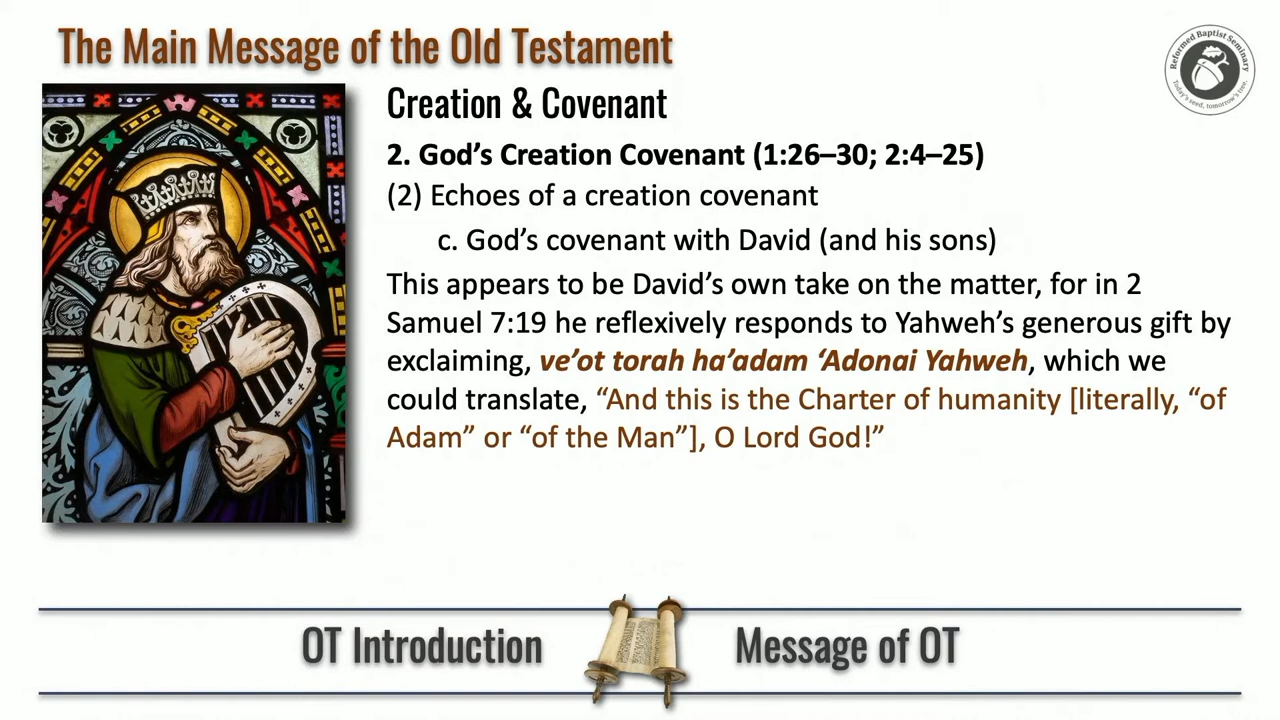 The Main Message of the Old Testament
Reformed Baptist Seminary
Today's seed, tomorrow's tree.
Creation & Covenant
2. God’s Creation Covenant (1:26–30; 2:4–25)
(2) Echoes of a creation covenant
c. God’s covenant with David (and his sons)
This appears to be David’s own take on the matter, for in 2
Samuel 7:19 he reflexively responds to Yahweh’s generous gift by
exclaiming, ve’ot torah ha’adam ‘Adonai Yahweh, which we
could translate, “And this is the Charter of humanity [literally, “of
Adam” or “of the Man”], O Lord God!”
OT Introduction
Message of OT